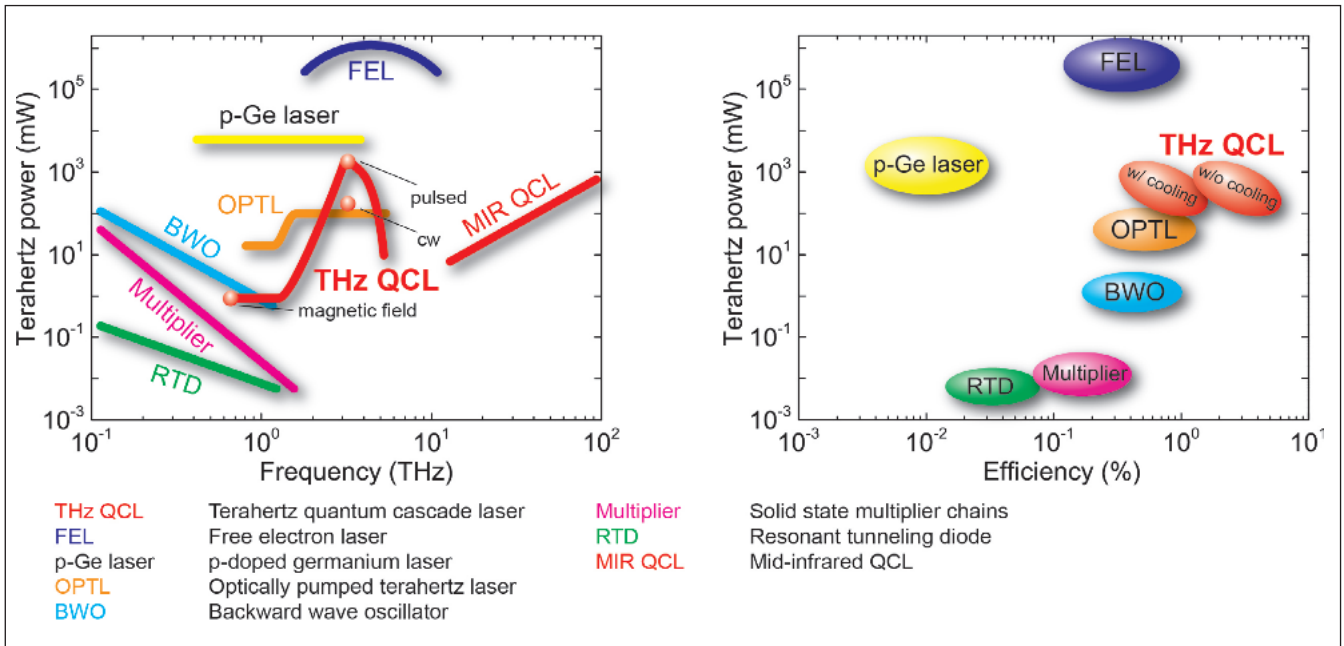 Terahertz power (mW)
10^5
10^3
10^1
10^-1
10^-3
10^-1
10^0
10^1
10^2
Frequency (THz)
FEL
p-Ge laser
OPTL
pulsed
cw
BWO
MIR QCL
THz QCL
magnetic field
Multiplier
RTD
Terahertz power (mW)
10^5
10^3
10^1
10^-1
10^-3
10^-3
10^-2
10^-1
10^0
10^1
Efficiency (%)
FEL
THz QCL
p-Ge laser
w/ cooling
w/o cooling
OPTL
BWO
RTD
Multiplier
THz QCL Terahertz quantum cascade laser
FEL Free electron laser
p-Ge laser p-doped germanium laser
OPTL Optically pumped terahertz laser
BWO Backward wave oscillator
Multiplier Solid state multiplier chains
RTD Resonant tunneling diode
MIR QCL Mid-infrared QCL